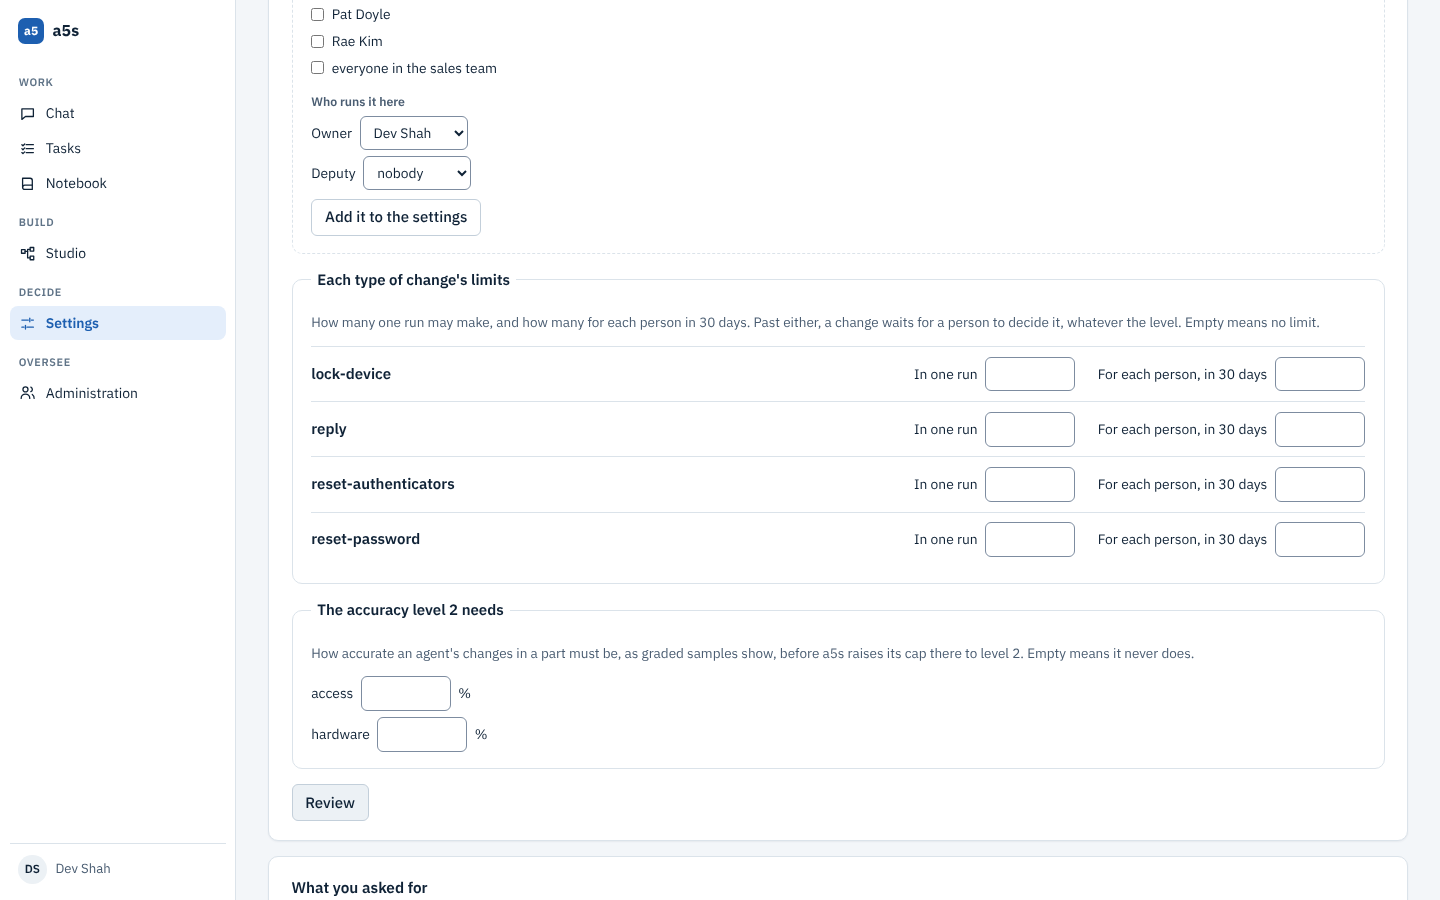 a5 a5s
WORK
Chat
Tasks
Notebook
BUILD
Studio
DECIDE
Settings
OVERSEE
Administration
DS Dev Shah
Pat Doyle
Rae Kim
everyone in the sales team
Who runs it here
Owner Dev Shah
Deputy nobody
Add it to the settings
Each type of change's limits
How many one run may make, and how many for each person in 30 days. Past either, a change waits for a person to decide it, whatever the level. Empty means no limit.
lock-device In one run For each person, in 30 days
reply In one run For each person, in 30 days
reset-authenticators In one run For each person, in 30 days
reset-password In one run For each person, in 30 days
The accuracy level 2 needs
How accurate an agent's changes in a part must be, as graded samples show, before a5s raises its cap there to level 2. Empty means it never does.
access %
hardware %
Review
What you asked for